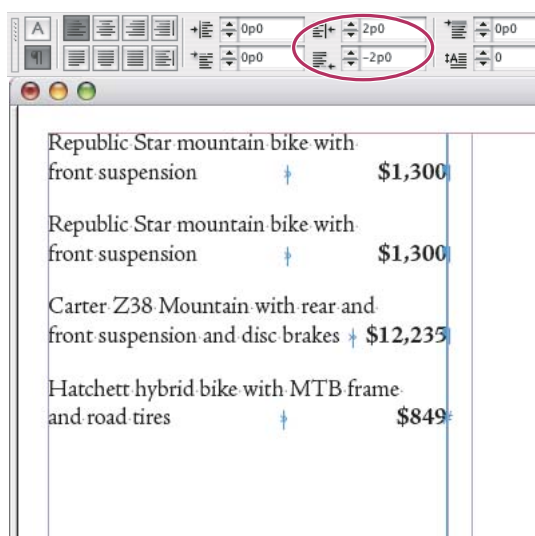 A 0p0 2p0 0p0
¶ 0p0 -2p0 0
Republic Star mountain bike with
front suspension $1,300
Republic Star mountain bike with
front suspension $1,300
Carter Z38 Mountain with rear and
front suspension and disc brakes $12,235
Hatchett hybrid bike with MTB frame
and road tires $849